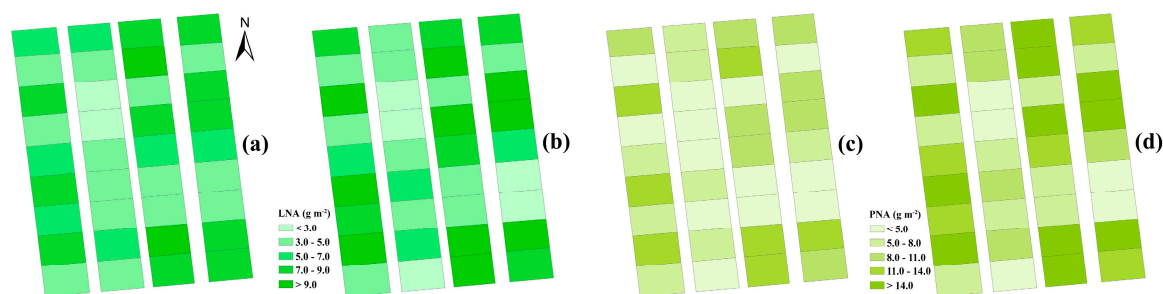 N
(a)
(b)
(c)
(d)
LNA (g m⁻²)
< 3.0
3.0 - 5.0
5.0 - 7.0
7.0 - 9.0
> 9.0
PNA (g m⁻²)
< 5.0
5.0 - 8.0
8.0 - 11.0
11.0 - 14.0
> 14.0